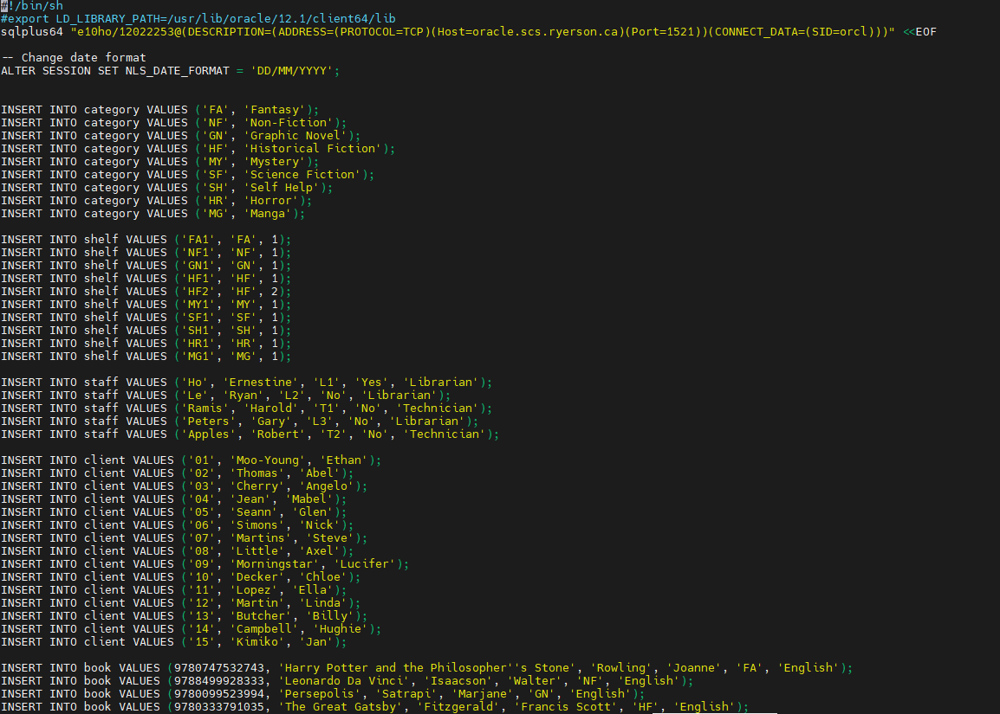 #!/bin/sh
#export LD_LIBRARY_PATH=/usr/lib/oracle/12.1/client64/lib
sqlplus64 "e10ho/12022253@(DESCRIPTION=(ADDRESS=(PROTOCOL=TCP)(Host=oracle.scs.ryerson.ca)(Port=1521))(CONNECT_DATA=(SID=orcl)))" <<EOF
-- Change date format
ALTER SESSION SET NLS_DATE_FORMAT = 'DD/MM/YYYY';
INSERT INTO category VALUES ('FA', 'Fantasy');
INSERT INTO category VALUES ('NF', 'Non-Fiction');
INSERT INTO category VALUES ('GN', 'Graphic Novel');
INSERT INTO category VALUES ('HF', 'Historical Fiction');
INSERT INTO category VALUES ('MY', 'Mystery');
INSERT INTO category VALUES ('SF', 'Science Fiction');
INSERT INTO category VALUES ('SH', 'Self Help');
INSERT INTO category VALUES ('HR', 'Horror');
INSERT INTO category VALUES ('MG', 'Manga');
INSERT INTO shelf VALUES ('FA1', 'FA', 1);
INSERT INTO shelf VALUES ('NF1', 'NF', 1);
INSERT INTO shelf VALUES ('GN1', 'GN', 1);
INSERT INTO shelf VALUES ('HF1', 'HF', 1);
INSERT INTO shelf VALUES ('HF2', 'HF', 2);
INSERT INTO shelf VALUES ('MY1', 'MY', 1);
INSERT INTO shelf VALUES ('SF1', 'SF', 1);
INSERT INTO shelf VALUES ('SH1', 'SH', 1);
INSERT INTO shelf VALUES ('HR1', 'HR', 1);
INSERT INTO shelf VALUES ('MG1', 'MG', 1);
INSERT INTO staff VALUES ('Ho', 'Ernestine', 'L1', 'Yes', 'Librarian');
INSERT INTO staff VALUES ('Le', 'Ryan', 'L2', 'No', 'Librarian');
INSERT INTO staff VALUES ('Ramis', 'Harold', 'T1', 'No', 'Technician');
INSERT INTO staff VALUES ('Peters', 'Gary', 'L3', 'No', 'Librarian');
INSERT INTO staff VALUES ('Apples', 'Robert', 'T2', 'No', 'Technician');
INSERT INTO client VALUES ('01', 'Moo-Young', 'Ethan');
INSERT INTO client VALUES ('02', 'Thomas', 'Abel');
INSERT INTO client VALUES ('03', 'Cherry', 'Angelo');
INSERT INTO client VALUES ('04', 'Jean', 'Mabel');
INSERT INTO client VALUES ('05', 'Seann', 'Glen');
INSERT INTO client VALUES ('06', 'Simons', 'Nick');
INSERT INTO client VALUES ('07', 'Martins', 'Steve');
INSERT INTO client VALUES ('08', 'Little', 'Axel');
INSERT INTO client VALUES ('09', 'Morningstar', 'Lucifer');
INSERT INTO client VALUES ('10', 'Decker', 'Chloe');
INSERT INTO client VALUES ('11', 'Lopez', 'Ella');
INSERT INTO client VALUES ('12', 'Martin', 'Linda');
INSERT INTO client VALUES ('13', 'Butcher', 'Billy');
INSERT INTO client VALUES ('14', 'Campbell', 'Hughie');
INSERT INTO client VALUES ('15', 'Kimiko', 'Jan');
INSERT INTO book VALUES (9780747532743, 'Harry Potter and the Philosopher''s Stone', 'Rowling', 'Joanne', 'FA', 'English');
INSERT INTO book VALUES (9788499928333, 'Leonardo Da Vinci', 'Isaacson', 'Walter', 'NF', 'English');
INSERT INTO book VALUES (9780099523994, 'Persepolis', 'Satrapi', 'Marjane', 'GN', 'English');
INSERT INTO book VALUES (9780333791035, 'The Great Gatsby', 'Fitzgerald', 'Francis Scott', 'HF', 'English');